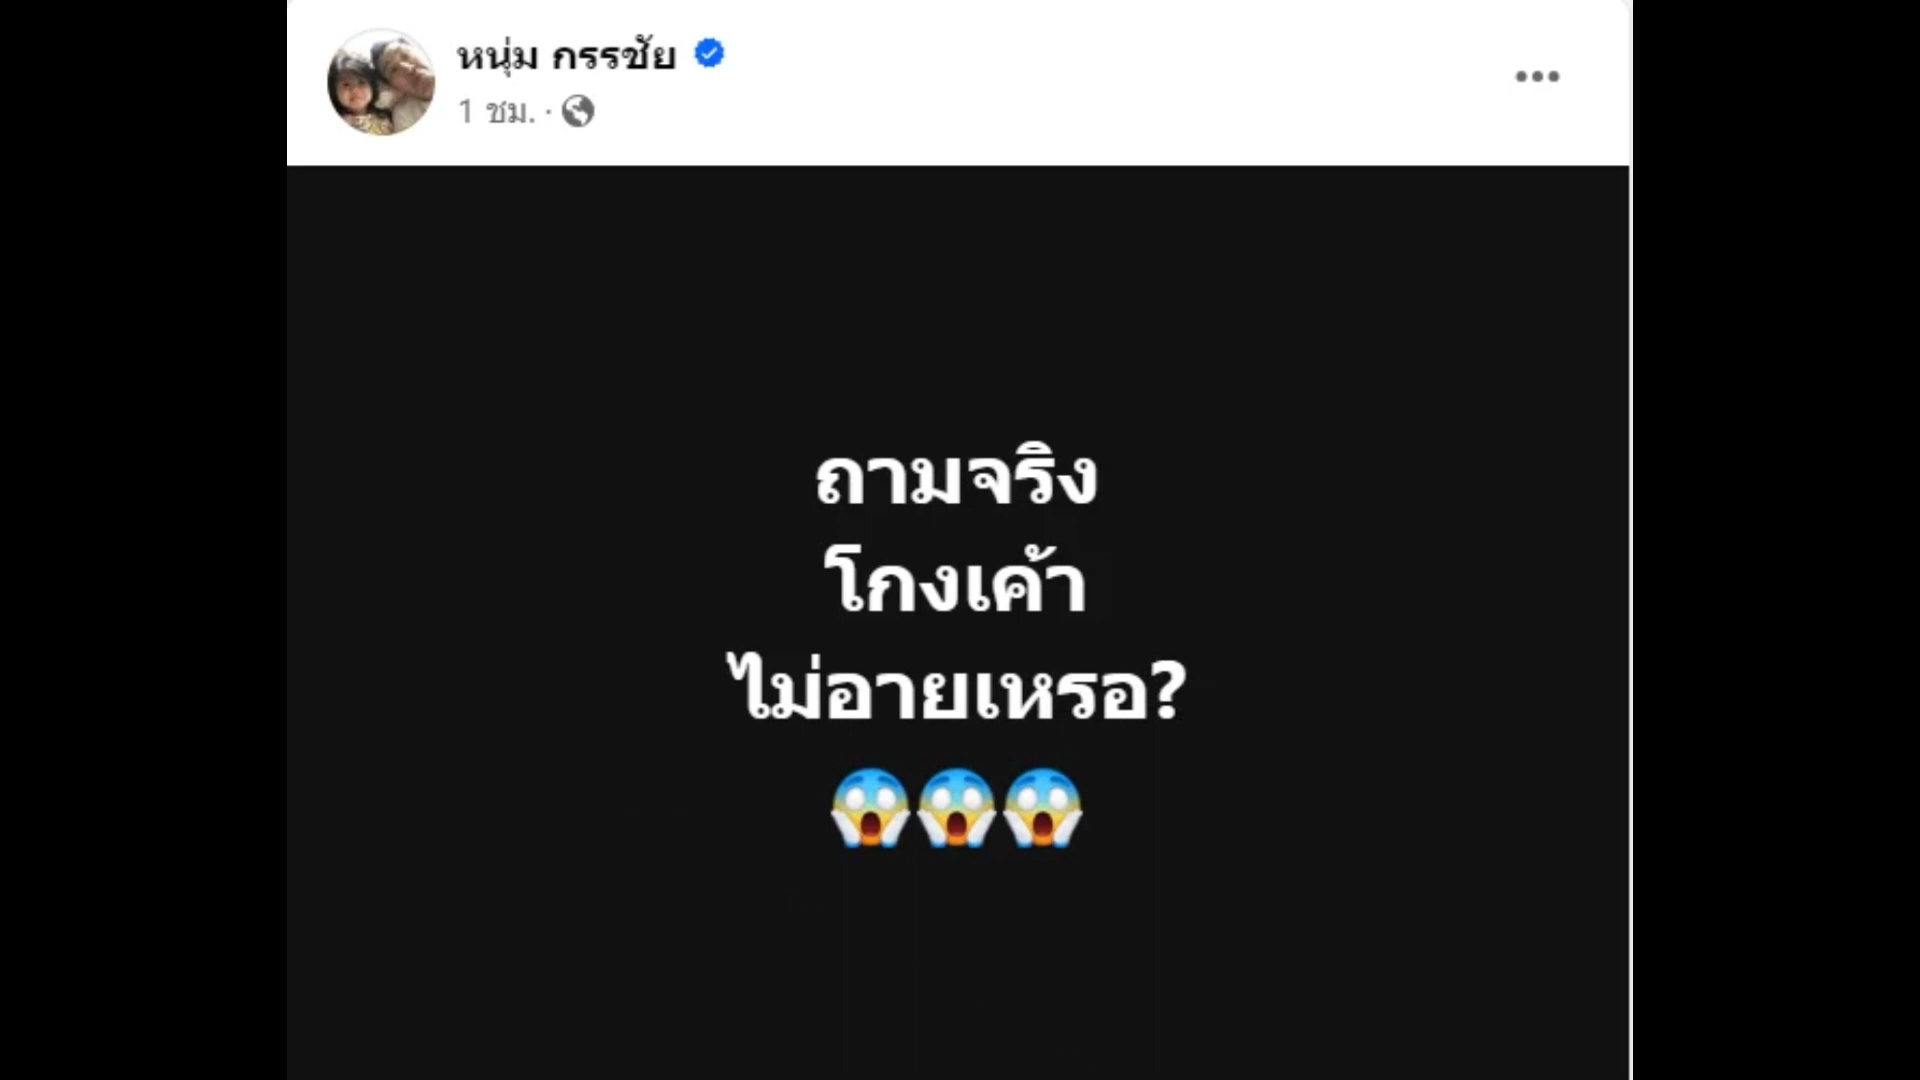 หนุ่ม กรรชัย
1 ชม. ·
ถามจริง
โกงเค้า
ไม่อายเหรอ?
😱😱😱